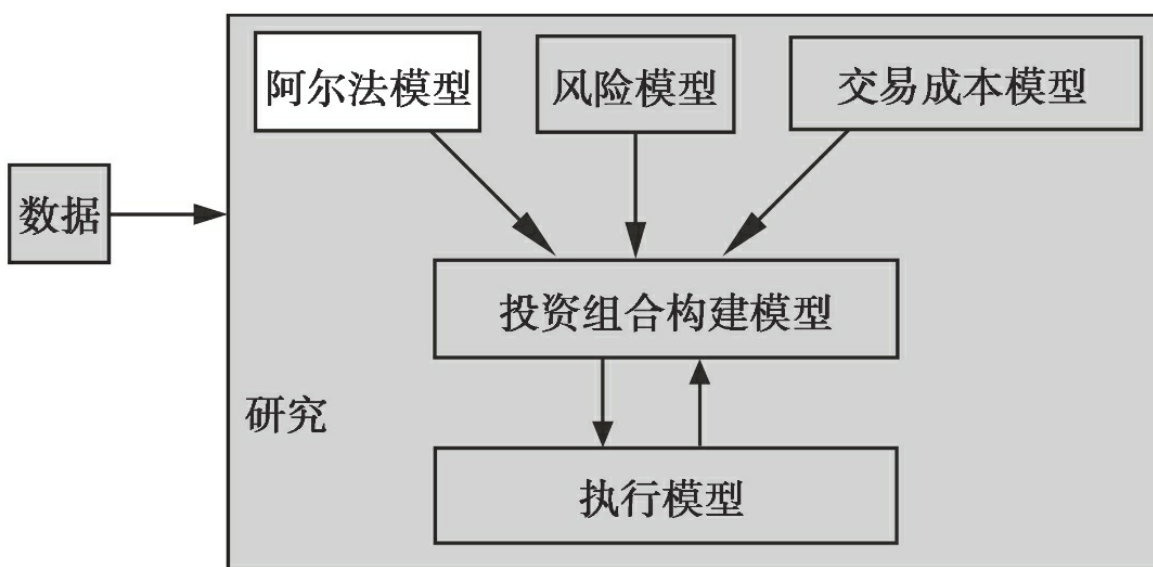 阿尔法模型
风险模型
交易成本模型
数据
投资组合构建模型
研究
执行模型